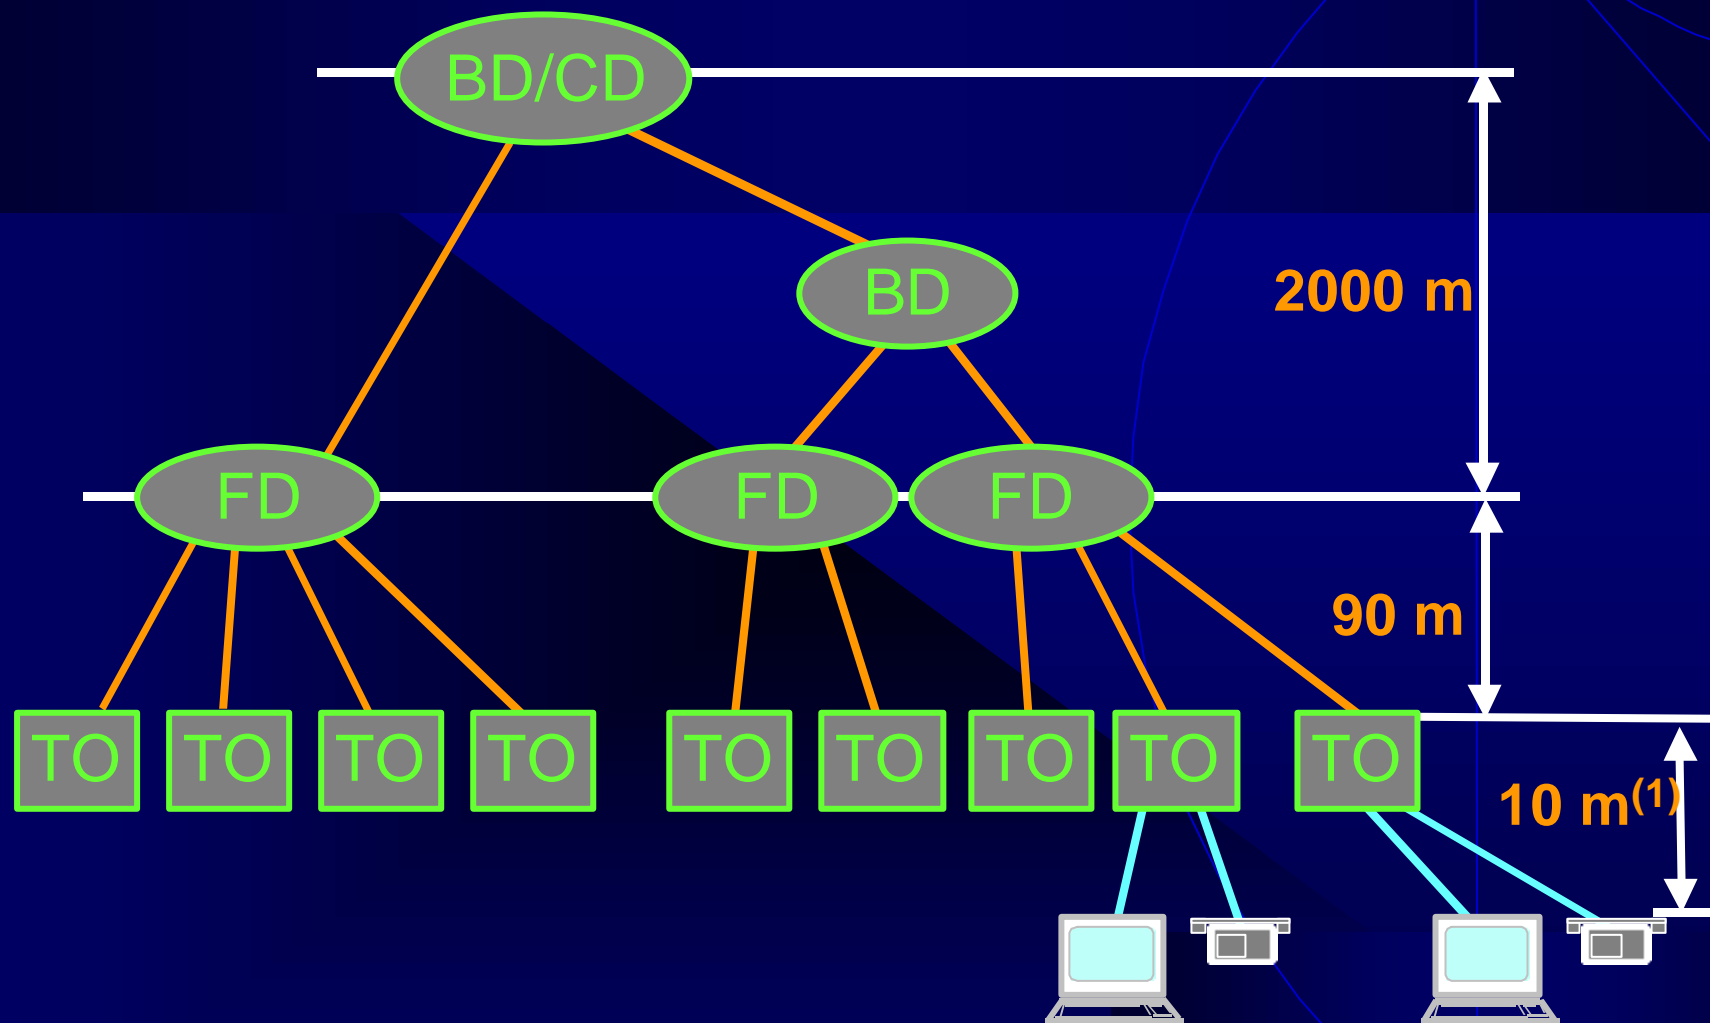 BD/CD
BD
2000 m
FD FD FD
90 m
TO TO TO TO TO TO TO TO TO
10 m(1)